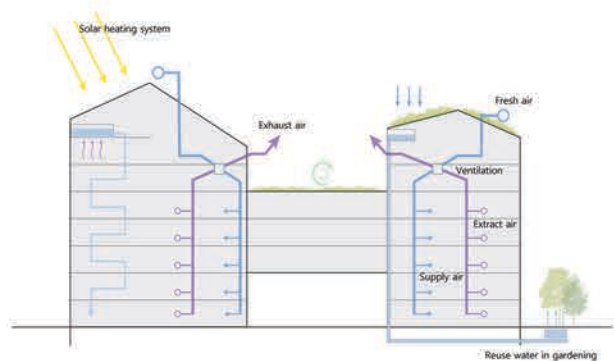 Solar heating system
Fresh air
Exhaust air
Ventilation
Extract air
Supply air
Reuse water in gardening